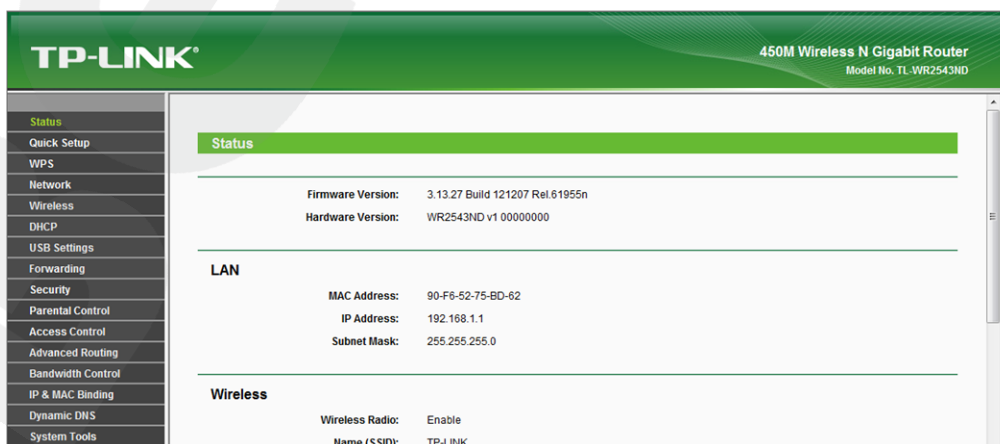 TP-LINK®
450M Wireless N Gigabit Router
Model No. TL-WR2543ND
Status
Quick Setup
WPS
Network
Wireless
DHCP
USB Settings
Forwarding
Security
Parental Control
Access Control
Advanced Routing
Bandwidth Control
IP & MAC Binding
Dynamic DNS
System Tools
Status
Firmware Version: 3.13.27 Build 121207 Rel.61955n
Hardware Version: WR2543ND v1 00000000
LAN
MAC Address: 90-F6-52-75-BD-62
IP Address: 192.168.1.1
Subnet Mask: 255.255.255.0
Wireless
Wireless Radio: Enable
Name (SSID): TP-LINK